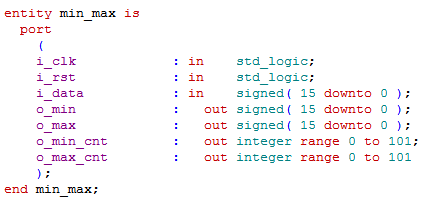 entity min_max is
port
(
i_clk : in std_logic;
i_rst : in std_logic;
i_data : in signed( 15 downto 0 );
o_min : out signed( 15 downto 0 );
o_max : out signed( 15 downto 0 );
o_min_cnt : out integer range 0 to 101;
o_max_cnt : out integer range 0 to 101
);
end min_max;